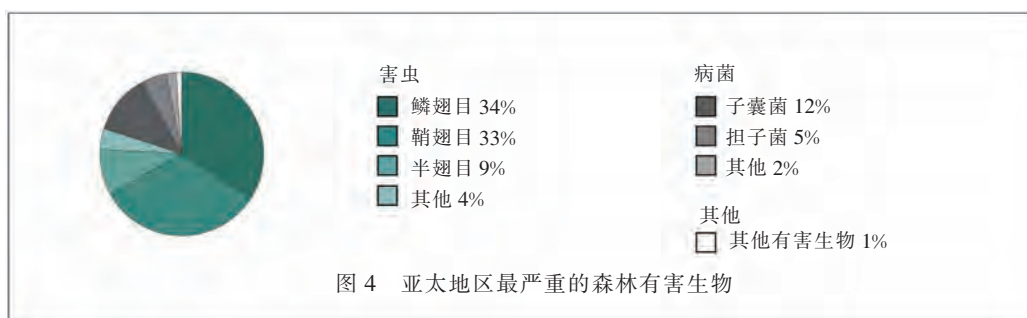 害虫
鳞翅目 34%
鞘翅目 33%
半翅目 9%
其他 4%
病菌
子囊菌 12%
担子菌 5%
其他 2%
其他
其他有害生物 1%
图 4 亚太地区最严重的森林有害生物